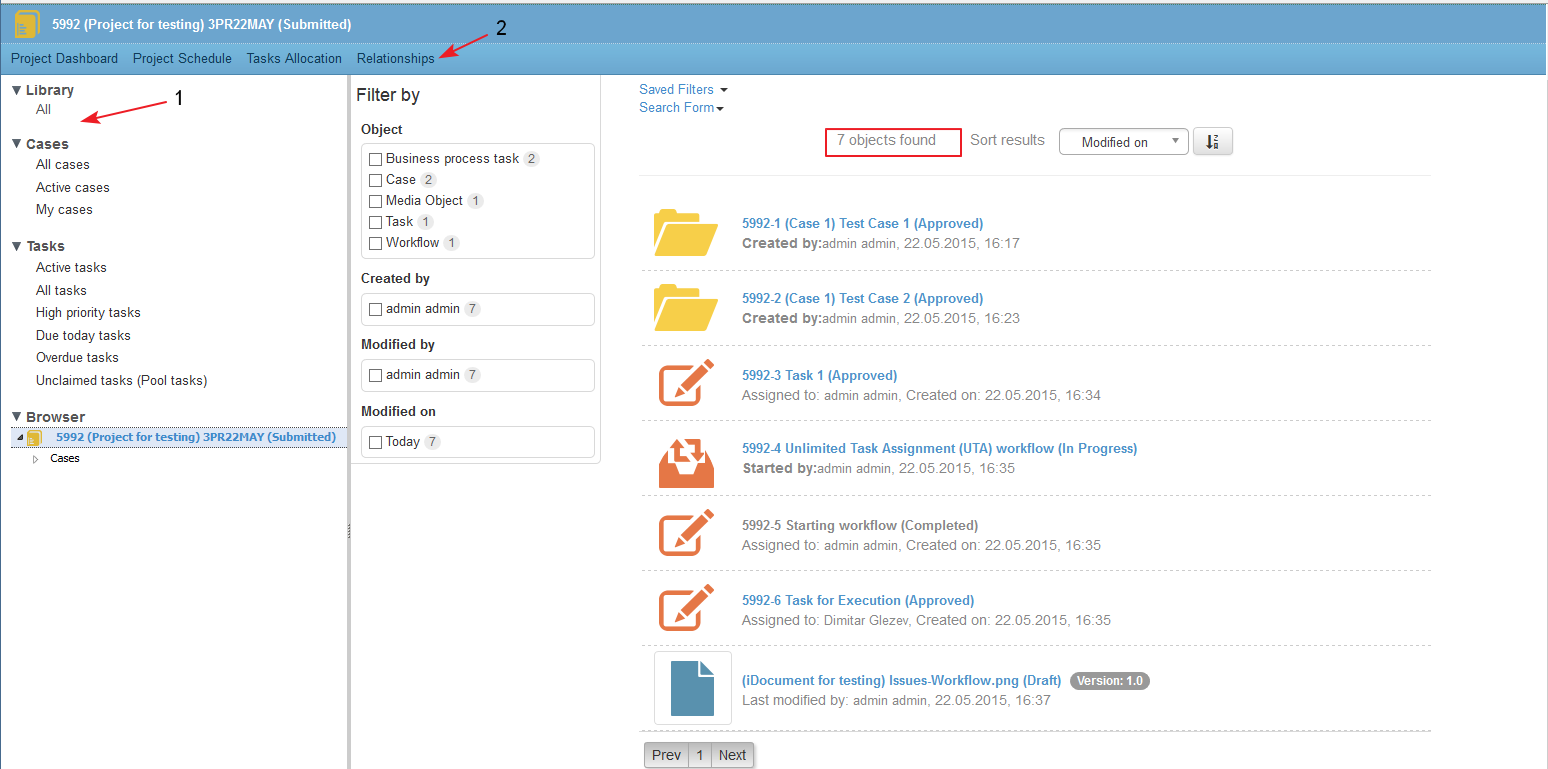 5992 (Project for testing) 3PR22MAY (Submitted)
2
Project Dashboard Project Schedule Tasks Allocation Relationships
Library
All
1
Cases
All cases
Active cases
My cases
Tasks
Active tasks
All tasks
High priority tasks
Due today tasks
Overdue tasks
Unclaimed tasks (Pool tasks)
Browser
5992 (Project for testing) 3PR22MAY (Submitted)
Cases
Filter by
Object
Business process task 2
Case 2
Media Object 1
Task 1
Workflow 1
Created by
admin admin 7
Modified by
admin admin 7
Modified on
Today 7
Saved Filters
Search Form
7 objects found Sort results Modified on
5992-1 (Case 1) Test Case 1 (Approved)
Created by:admin admin, 22.05.2015, 16:17
5992-2 (Case 1) Test Case 2 (Approved)
Created by:admin admin, 22.05.2015, 16:23
5992-3 Task 1 (Approved)
Assigned to: admin admin, Created on: 22.05.2015, 16:34
5992-4 Unlimited Task Assignment (UTA) workflow (In Progress)
Started by:admin admin, 22.05.2015, 16:35
5992-5 Starting workflow (Completed)
Assigned to: admin admin, Created on: 22.05.2015, 16:35
5992-6 Task for Execution (Approved)
Assigned to: Dimitar Glezev, Created on: 22.05.2015, 16:35
(iDocument for testing) Issues-Workflow.png (Draft) Version: 1.0
Last modified by: admin admin, 22.05.2015, 16:37
Prev 1 Next